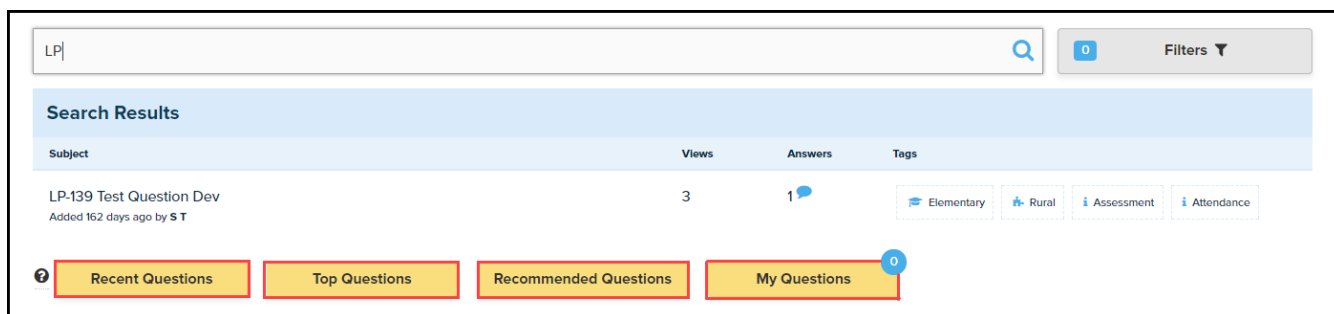 LP
0 Filters
Search Results
Subject Views Answers Tags
LP-139 Test Question Dev 3 1 Elementary Rural Assessment Attendance
Added 162 days ago by S T
0
Recent Questions Top Questions Recommended Questions My Questions